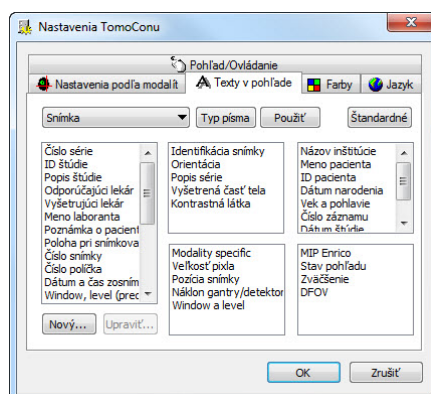 Nastavenia TomoConu
Pohľad/Ovládanie
Nastavenia podľa modalít
Texty v pohľade
Farby
Jazyk
Snímka
Typ písma
Použiť
Štandardné
Číslo série
ID štúdie
Popis štúdie
Odporúčajúci lekár
Vyšetrujúci lekár
Meno laboranta
Poznámka o pacient
Poloha pri snímkova
Číslo snímky
Číslo políčka
Dátum a čas zosním
Window, level (prec
Identifikácia snímky
Orientácia
Popis série
Vyšetrená časť tela
Kontrastná látka
Názov inštitúcie
Meno pacienta
ID pacienta
Dátum narodenia
Vek a pohlavie
Číslo záznamu
Dátum štúdie
Modality specific
Veľkosť pixla
Pozícia snímky
Náklon gantry/detektor
Window a level
MIP Enrico
Stav pohľadu
Zväčšenie
DFOV
Nový...
Upraviť...
OK
Zrušiť